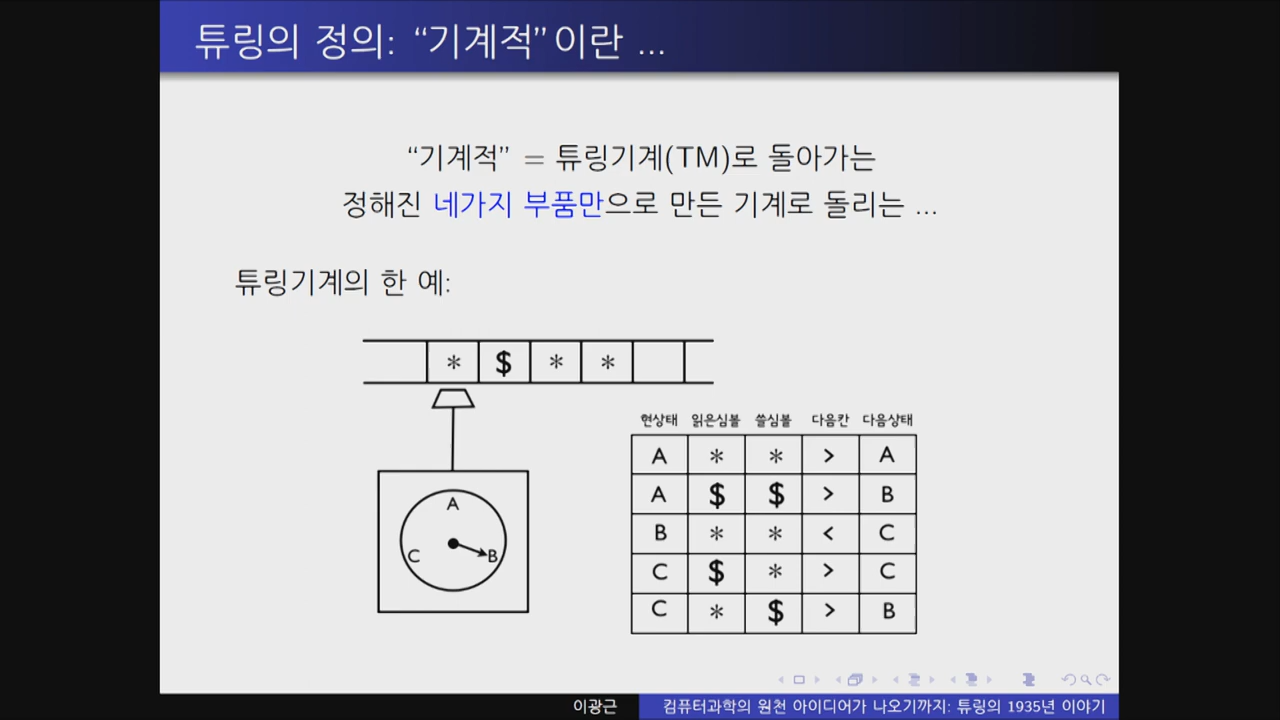 튜링의 정의: “기계적”이란 ...
“기계적” = 튜링기계(TM)로 돌아가는
정해진 네가지 부품만으로 만든 기계로 돌리는 ...
튜링기계의 한 예:
* $ * *
A
C B
현상태 읽은심볼 쓸심볼 다음칸 다음상태
A * * > A
A $ $ > B
B * * < C
C $ * > C
C * $ > B
이광근 컴퓨터과학의 원천 아이디어가 나오기까지: 튜링의 1935년 이야기